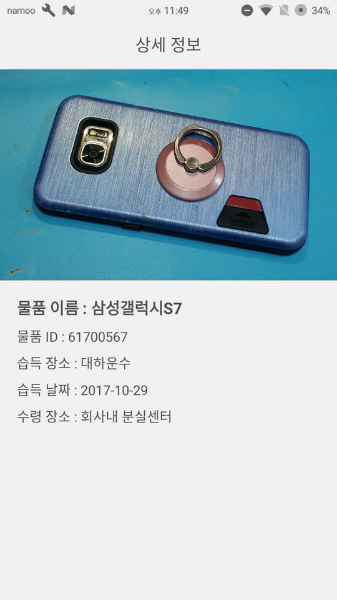 namoo 오후 11:49 34%
상세 정보
물품 이름 : 삼성갤럭시S7
물품 ID : 61700567
습득 장소 : 대하운수
습득 날짜 : 2017-10-29
수령 장소 : 회사내 분실센터